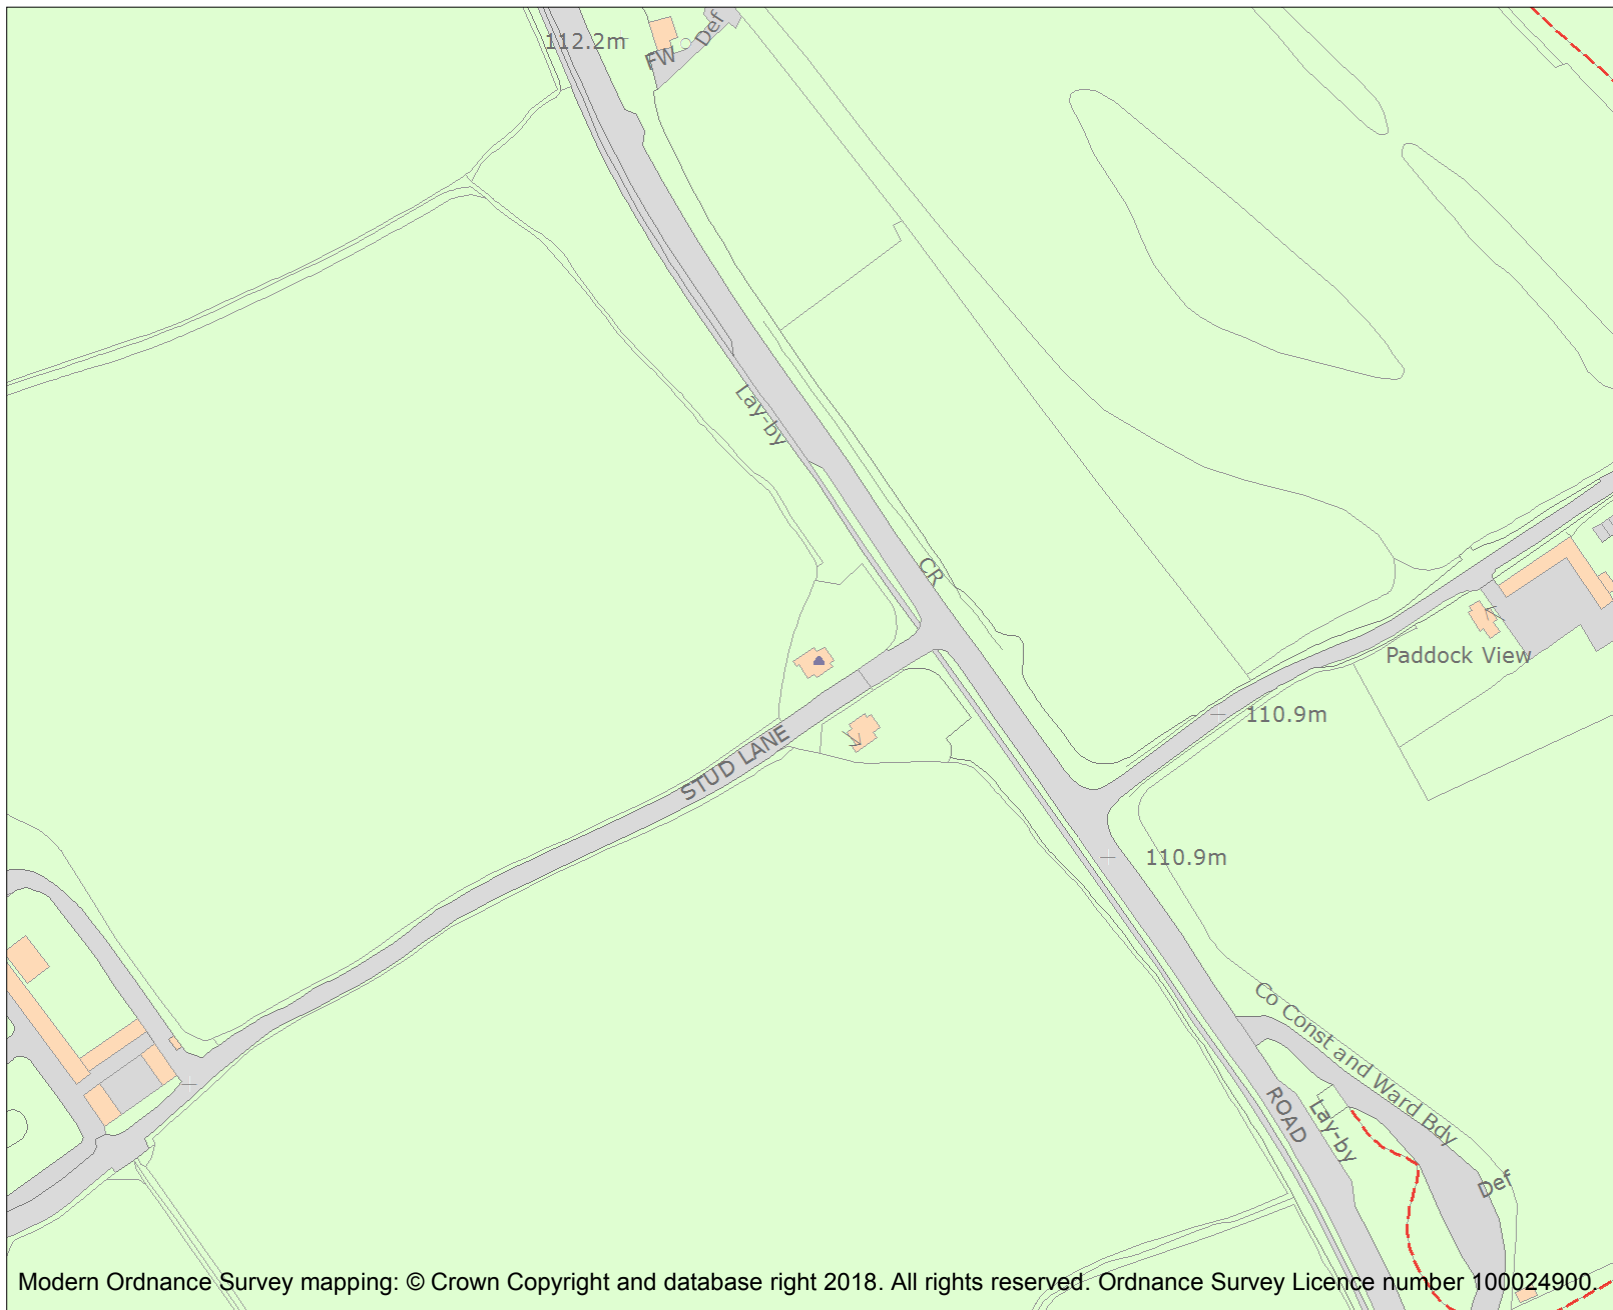 112.2m
FW
Def
Lay-by
CR
Paddock View
110.9m
STUD LANE
110.9m
Co Const and Ward Bdy
ROAD
Lay-by
Def
Modern Ordnance Survey mapping: © Crown Copyright and database right 2018. All rights reserved. Ordnance Survey Licence number 100024900.